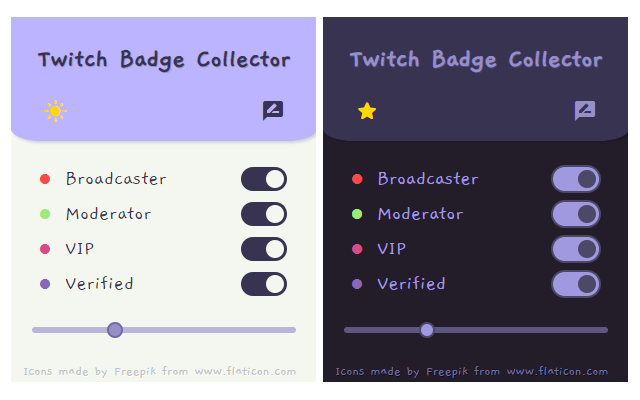 Twitch Badge Collector
Broadcaster
Moderator
VIP
Verified
Icons made by Freepik from www.flaticon.com
Twitch Badge Collector
Broadcaster
Moderator
VIP
Verified
Icons made by Freepik from www.flaticon.com